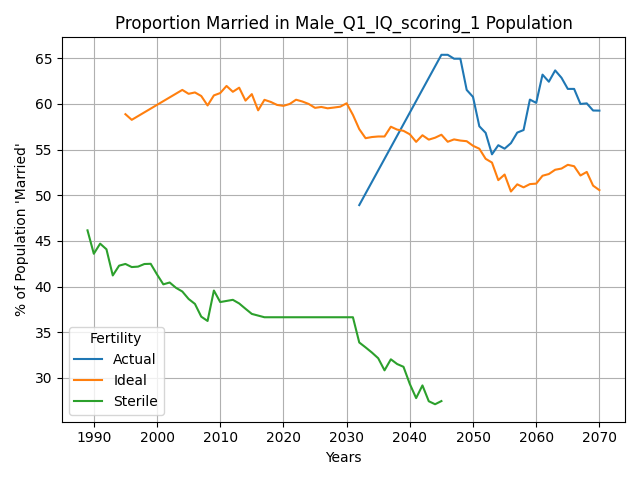 Proportion Married in Male_Q1_IQ_scoring_1 Population
% of Population 'Married'
65
60
55
50
45
40
35
30
Fertility
Actual
Ideal
Sterile
1990 2000 2010 2020 2030 2040 2050 2060 2070
Years